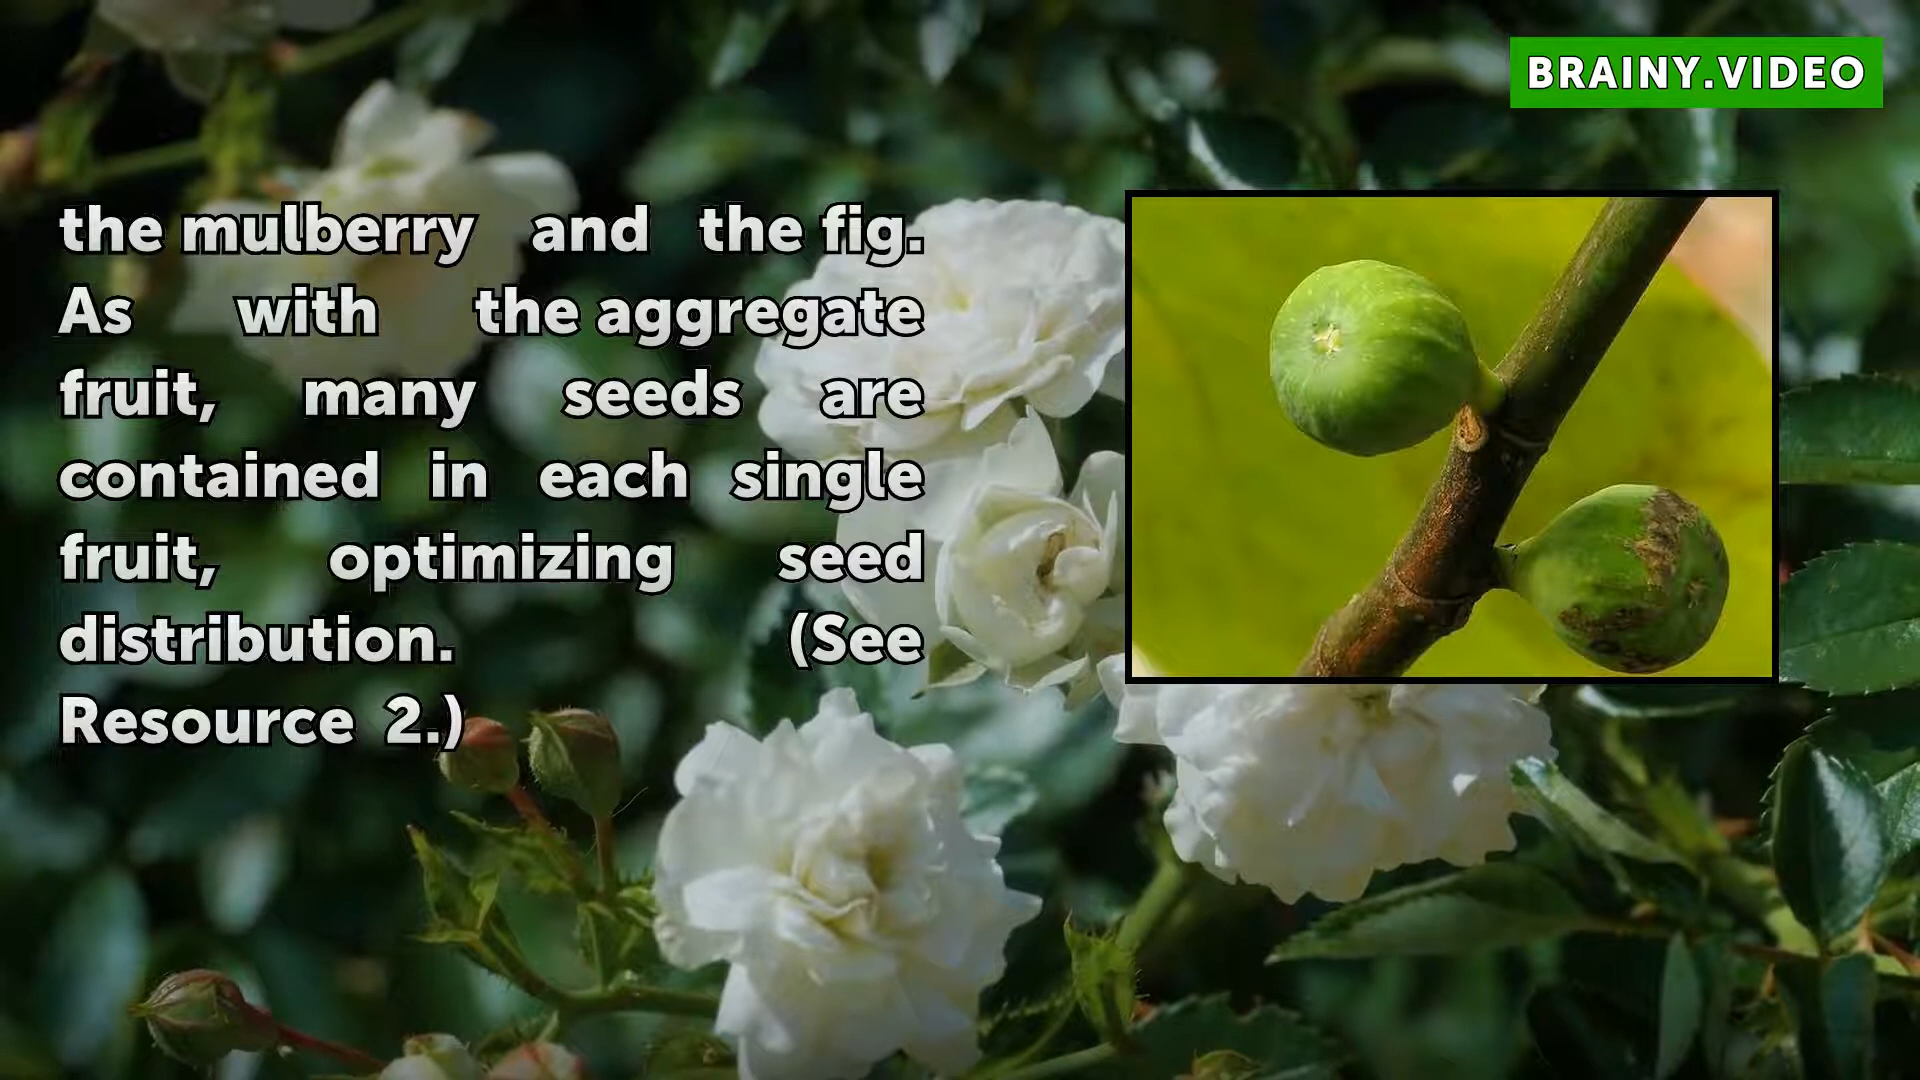 BRAINY.VIDEO
the mulberry and the fig.
As with the aggregate
fruit, many seeds are
contained in each single
fruit, optimizing seed
distribution. (See
Resource 2.)